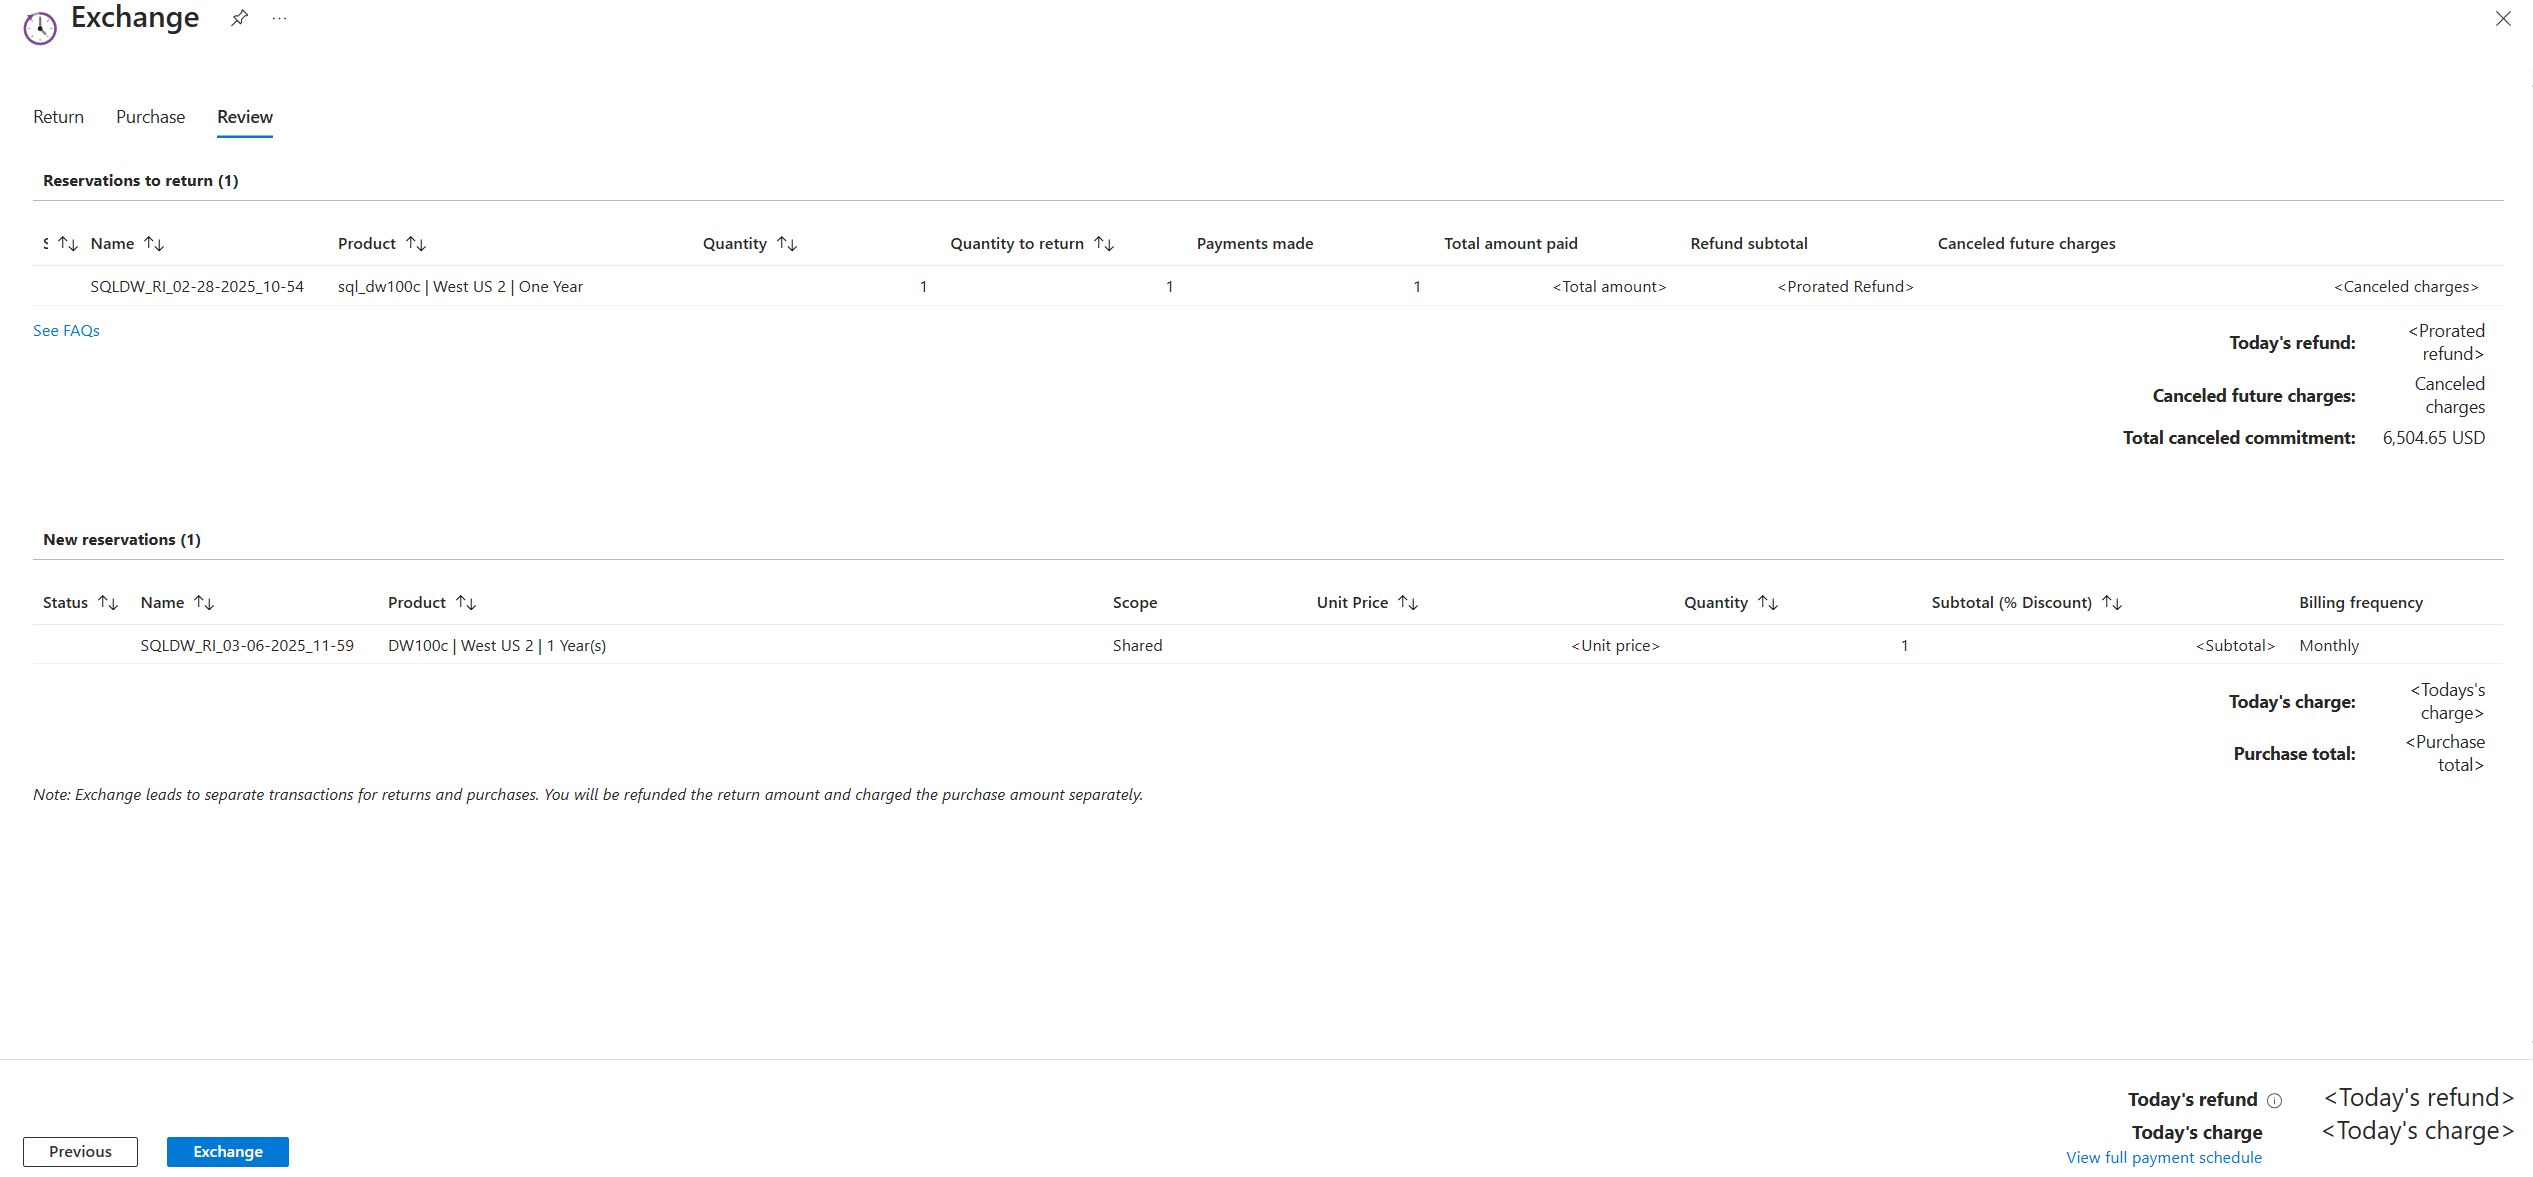 Exchange
Return Purchase Review
Reservations to return (1)
Name Product Quantity Quantity to return Payments made Total amount paid Refund subtotal Canceled future charges
SQLDW_RI_02-28-2025_10-54 sql_dw100c | West US 2 | One Year 1 1 1 <Total amount> <Prorated Refund> <Canceled charges>
See FAQs
Today's refund: <Prorated
refund>
Canceled future charges: Canceled
charges
Total canceled commitment: 6,504.65 USD
New reservations (1)
Status Name Product Scope Unit Price Quantity Subtotal (% Discount) Billing frequency
SQLDW_RI_03-06-2025_11-59 DW100c | West US 2 | 1 Year(s) Shared <Unit price> 1 <Subtotal> Monthly
Today's charge: <Todays's
charge>
Purchase total: <Purchase
total>
Note: Exchange leads to separate transactions for returns and purchases. You will be refunded the return amount and charged the purchase amount separately.
Today's refund <Today's refund>
Today's charge <Today's charge>
View full payment schedule
Previous Exchange